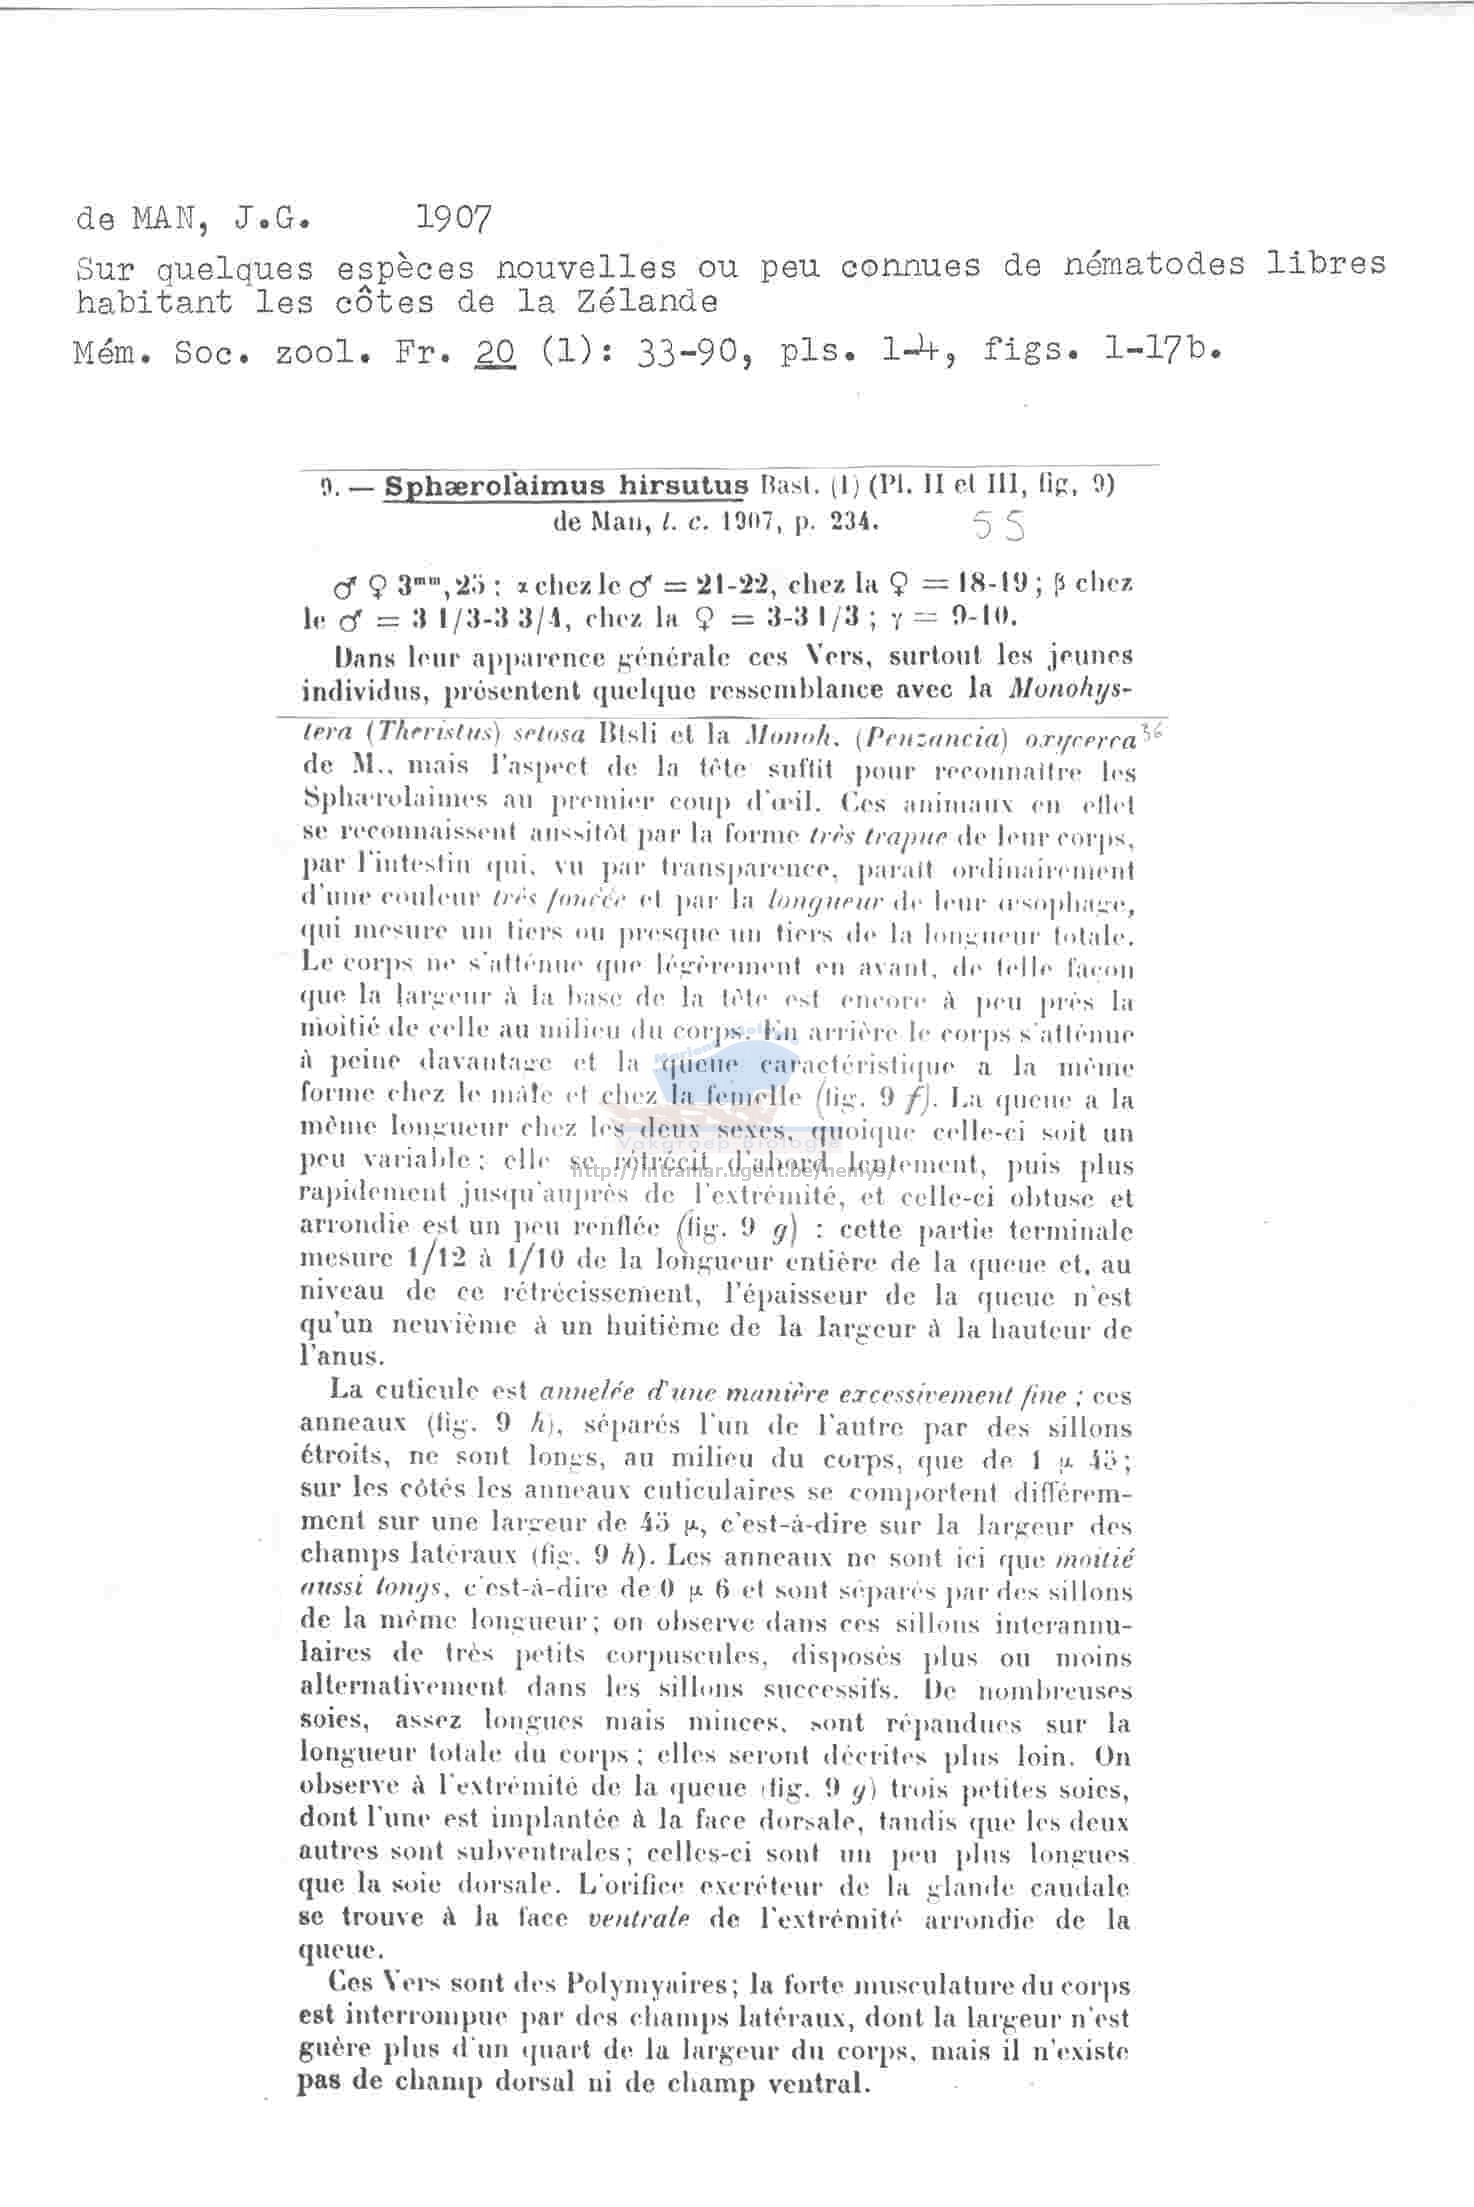 de MAN, J.G. 1907
Sur quelques espèces nouvelles ou peu connues de nématodes libres
habitant les côtes de la Zélande
Mém. Soc. zool. Fr. 20 (1): 33-90, pls. 1-4, figs. 1-17b.
9. — Sphærolaimus hirsutus Bast. (1) (Pl. II et III, fig, 9)
de Man, l. c. 1907, p. 234.
55
♂ ♀ 3mm,25 ; α chez le ♂ = 21-22, chez la ♀ = 18-19 ; β chez
le ♂ = 3 1/3-3 3/4, chez la ♀ = 3-3 1/3 ; γ = 9-10.
Dans leur apparence générale ces Vers, surtout les jeunes
individus, présentent quelque ressemblance avec la Monohys-
tera (Theristus) setosa Btsli et la Monoh. (Penzancia) oxycerca
36
de M., mais l'aspect de la tête suffit pour reconnaître les
Sphærolaimes au premier coup d'œil. Ces animaux en effet
se reconnaissent aussitôt par la forme très trapue de leur corps,
par l'intestin qui, vu par transparence, paraît ordinairement
d'une couleur très foncée et par la longueur de leur œsophage,
qui mesure un tiers ou presque un tiers de la longueur totale.
Le corps ne s'atténue que légèrement en avant, de telle façon
que la largeur à la base de la tête est encore à peu près la
moitié de celle au milieu du corps. En arrière le corps s'atténue
à peine davantage et la queue caractéristique a la même
forme chez le mâle et chez la femelle (fig. 9 f). La queue a la
même longueur chez les deux sexes, quoique celle-ci soit un
Vakgroep Biologie
peu variable ; elle se rétrécit d'abord lentement, puis plus
http://intramar.ugent.be/nemys/
rapidement jusqu'auprès de l'extrémité, et celle-ci obtuse et
arrondie est un peu renflée (fig. 9 g) : cette partie terminale
mesure 1/12 à 1/10 de la longueur entière de la queue et, au
niveau de ce rétrécissement, l'épaisseur de la queue n'est
qu'un neuvième à un huitième de la largeur à la hauteur de
l'anus.
La cuticule est annelée d'une manière excessivement fine ; ces
anneaux (fig. 9 h), séparés l'un de l'autre par des sillons
étroits, ne sont longs, au milieu du corps, que de 1 μ 45 ;
sur les côtés les anneaux cuticulaires se comportent différem-
ment sur une largeur de 45 μ, c'est-à-dire sur la largeur des
champs latéraux (fig. 9 h). Les anneaux ne sont ici que moitié
aussi longs, c'est-à-dire de 0 μ 6 et sont séparés par des sillons
de la même longueur ; on observe dans ces sillons interannu-
laires de très petits corpuscules, disposés plus ou moins
alternativement dans les sillons successifs. De nombreuses
soies, assez longues mais minces, sont répandues sur la
longueur totale du corps ; elles seront décrites plus loin. On
observe à l'extrémité de la queue (fig. 9 g) trois petites soies,
dont l'une est implantée à la face dorsale, tandis que les deux
autres sont subventrales ; celles-ci sont un peu plus longues
que la soie dorsale. L'orifice excréteur de la glande caudale
se trouve à la face ventrale de l'extrémité arrondie de la
queue.
Ces Vers sont des Polymyaires ; la forte musculature du corps
est interrompue par des champs latéraux, dont la largeur n'est
guère plus d'un quart de la largeur du corps, mais il n'existe
pas de champ dorsal ni de champ ventral.